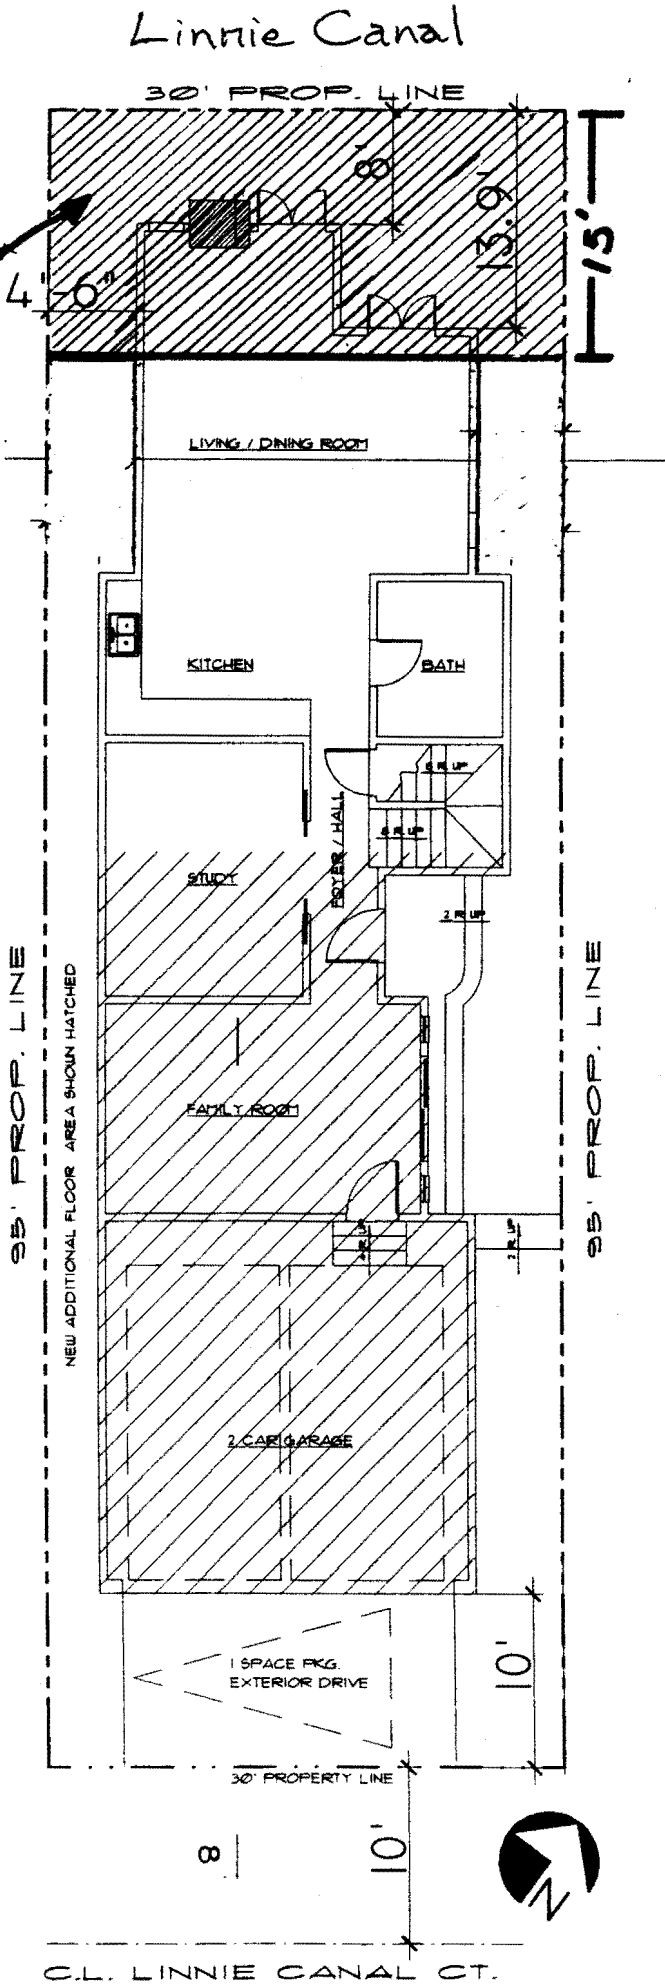 Linnie Canal
30' PROP. LINE
8'
13.9'
15'
4'-6"
LIVING / DINING ROOM
KITCHEN
BATH
6 R UP
FOYER / HALL
6 R UP
STUDY
2 R UP
95' PROP. LINE
NEW ADDITIONAL FLOOR AREA SHOWN HATCHED
95' PROP. LINE
FAMILY ROOM
4 R UP
2 R UP
2 CAR GARAGE
1 SPACE PKG.
EXTERIOR DRIVE
10'
30' PROPERTY LINE
8
10'
N
C.L. LINNIE CANAL CT.